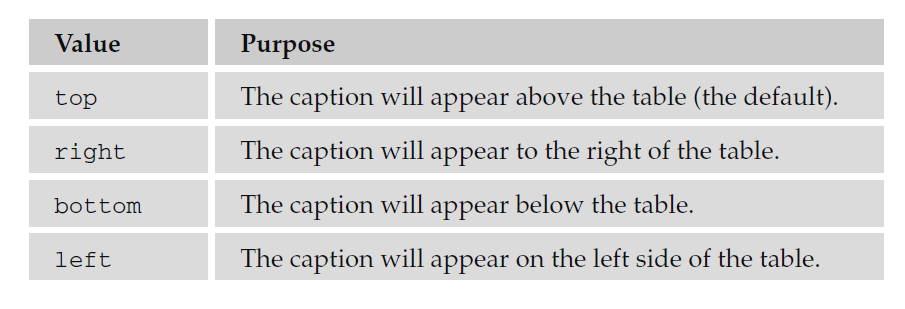 Value Purpose
top The caption will appear above the table (the default).
right The caption will appear to the right of the table.
bottom The caption will appear below the table.
left The caption will appear on the left side of the table.